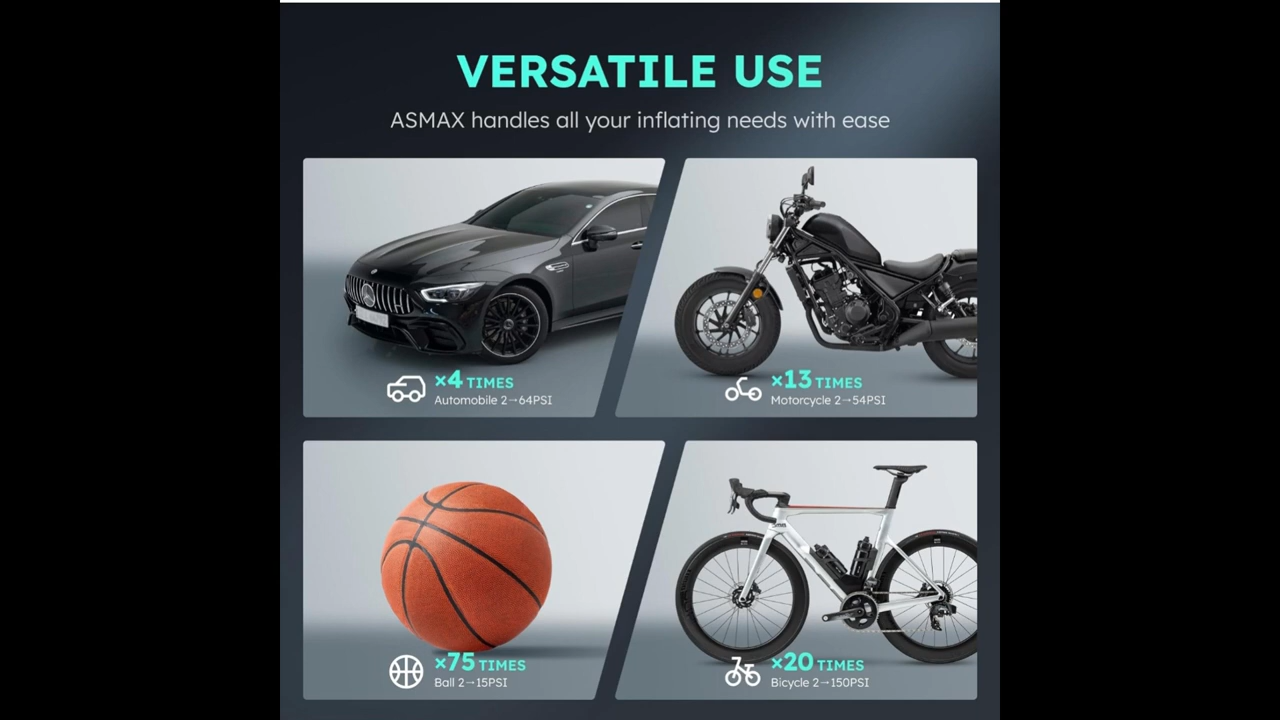 VERSATILE USE
ASMAX handles all your inflating needs with ease
×4 TIMES
Automobile 2→64PSI
×13 TIMES
Motorcycle 2→54PSI
×75 TIMES
Ball 2→15PSI
×20 TIMES
Bicycle 2→150PSI